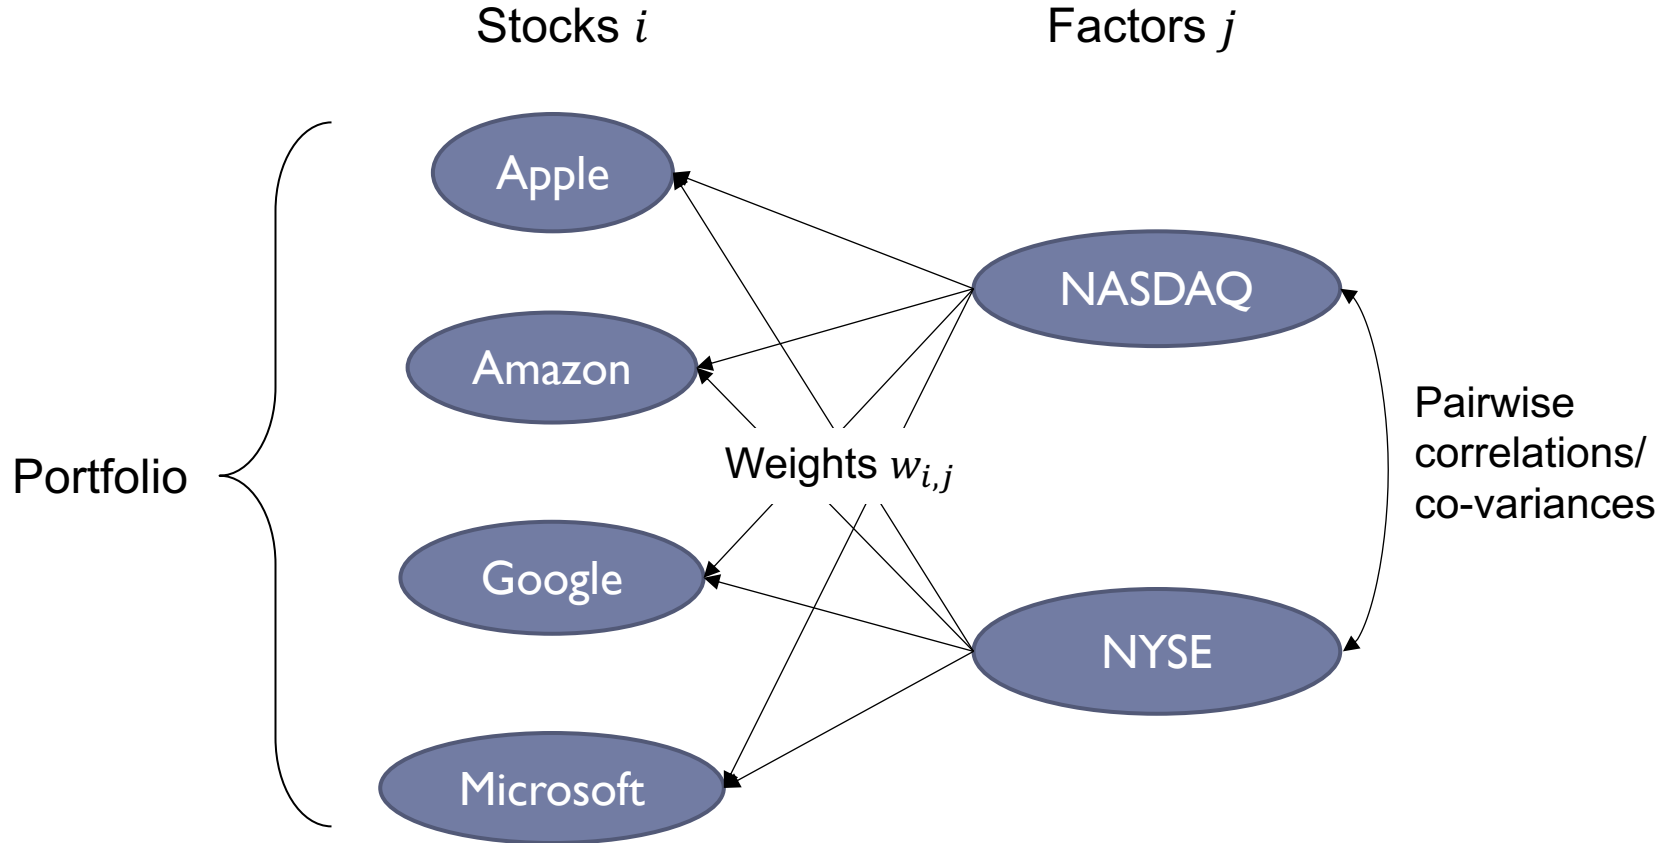 Stocks i
Factors j
Apple
NASDAQ
Amazon
Pairwise
correlations/
co-variances
Weights w_{i,j}
Portfolio
Google
NYSE
Microsoft